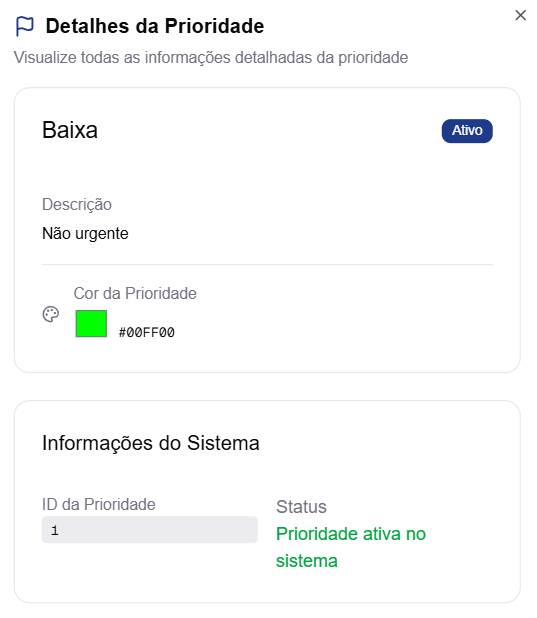 Detalhes da Prioridade
Visualize todas as informações detalhadas da prioridade
Baixa
Ativo
Descrição
Não urgente
Cor da Prioridade
#00FF00
Informações do Sistema
ID da Prioridade
1
Status
Prioridade ativa no
sistema